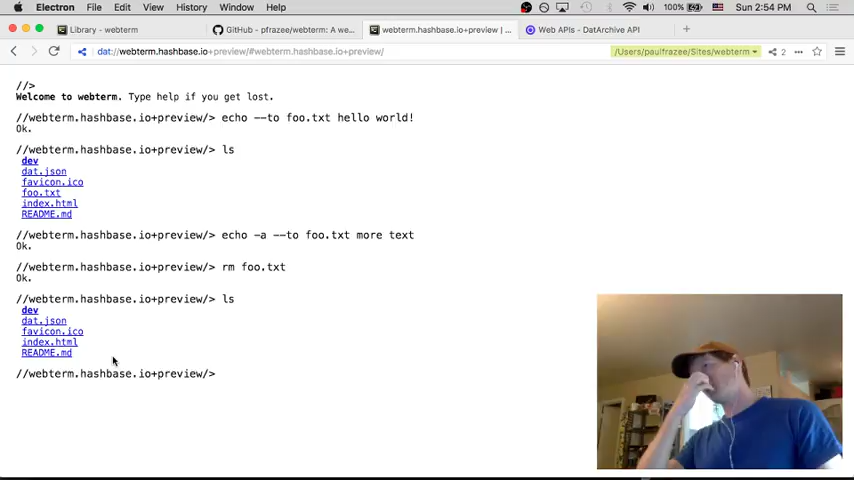 Electron File Edit View History Window Help 100% Sun 2:54 PM
Library - webterm GitHub - pfrazee/webterm: A we... webterm.hashbase.io+preview | ... Web APIs - DatArchive API
dat://webterm.hashbase.io+preview/#webterm.hashbase.io+preview/ /Users/paulfrazee/Sites/webterm 2
//>
Welcome to webterm. Type help if you get lost.
//webterm.hashbase.io+preview/> echo --to foo.txt hello world!
Ok.
//webterm.hashbase.io+preview/> ls
dev
dat.json
favicon.ico
foo.txt
index.html
README.md
//webterm.hashbase.io+preview/> echo -a --to foo.txt more text
Ok.
//webterm.hashbase.io+preview/> rm foo.txt
Ok.
//webterm.hashbase.io+preview/> ls
dev
dat.json
favicon.ico
index.html
README.md
//webterm.hashbase.io+preview/>